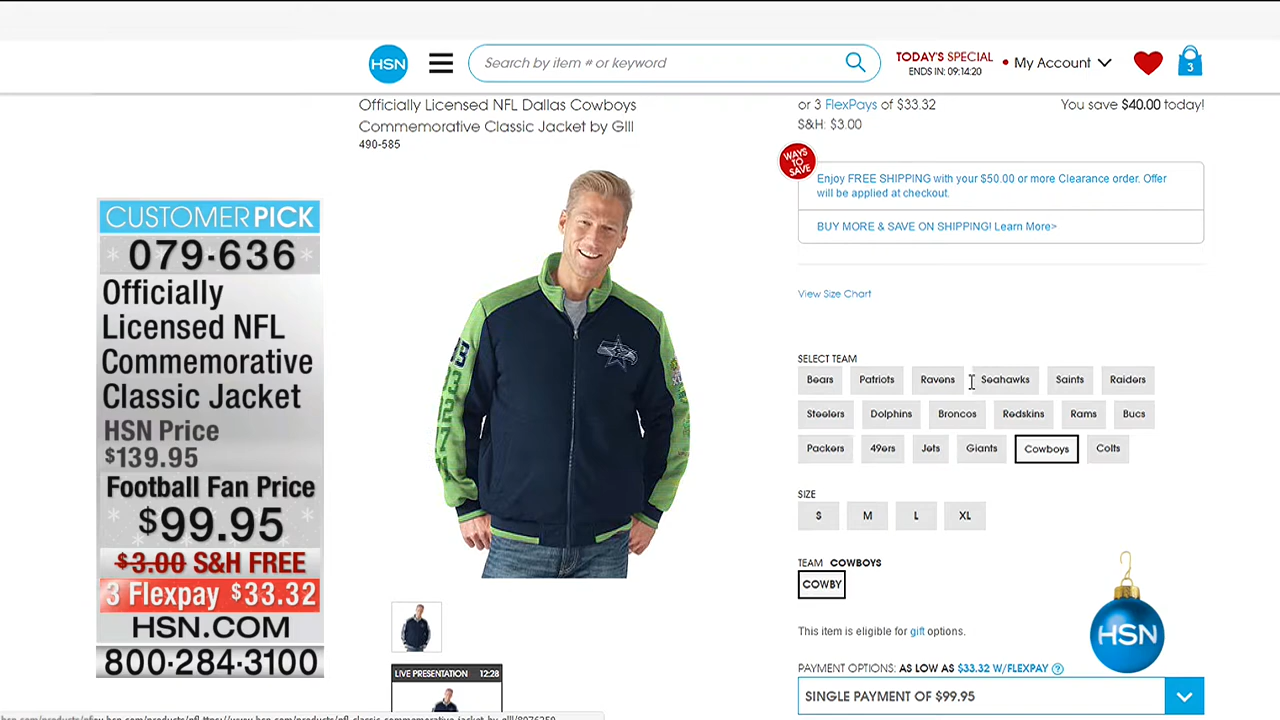 HSN
Search by item # or keyword
TODAY'S SPECIAL
ENDS IN: 09:14:20
My Account
3
Officially Licensed NFL Dallas Cowboys
Commemorative Classic Jacket by GIII
490-585
or 3 FlexPays of $33.32
You save $40.00 today!
S&H: $3.00
WAYS
TO
SAVE
Enjoy FREE SHIPPING with your $50.00 or more Clearance order. Offer
will be applied at checkout.
BUY MORE & SAVE ON SHIPPING! Learn More>
View Size Chart
CUSTOMER PICK
079-636
Officially
Licensed NFL
Commemorative
Classic Jacket
HSN Price
$139.95
Football Fan Price
$99.95
$3.00 S&H FREE
3 Flexpay $33.32
HSN.COM
800-284-3100
SELECT TEAM
Bears Patriots Ravens Seahawks Saints Raiders
Steelers Dolphins Broncos Redskins Rams Bucs
Packers 49ers Jets Giants Cowboys Colts
SIZE
S M L XL
TEAM COWBOYS
COWBY
This item is eligible for gift options.
HSN
PAYMENT OPTIONS: AS LOW AS $33.32 W/FLEXPAY ?
SINGLE PAYMENT OF $99.95
LIVE PRESENTATION 12:28